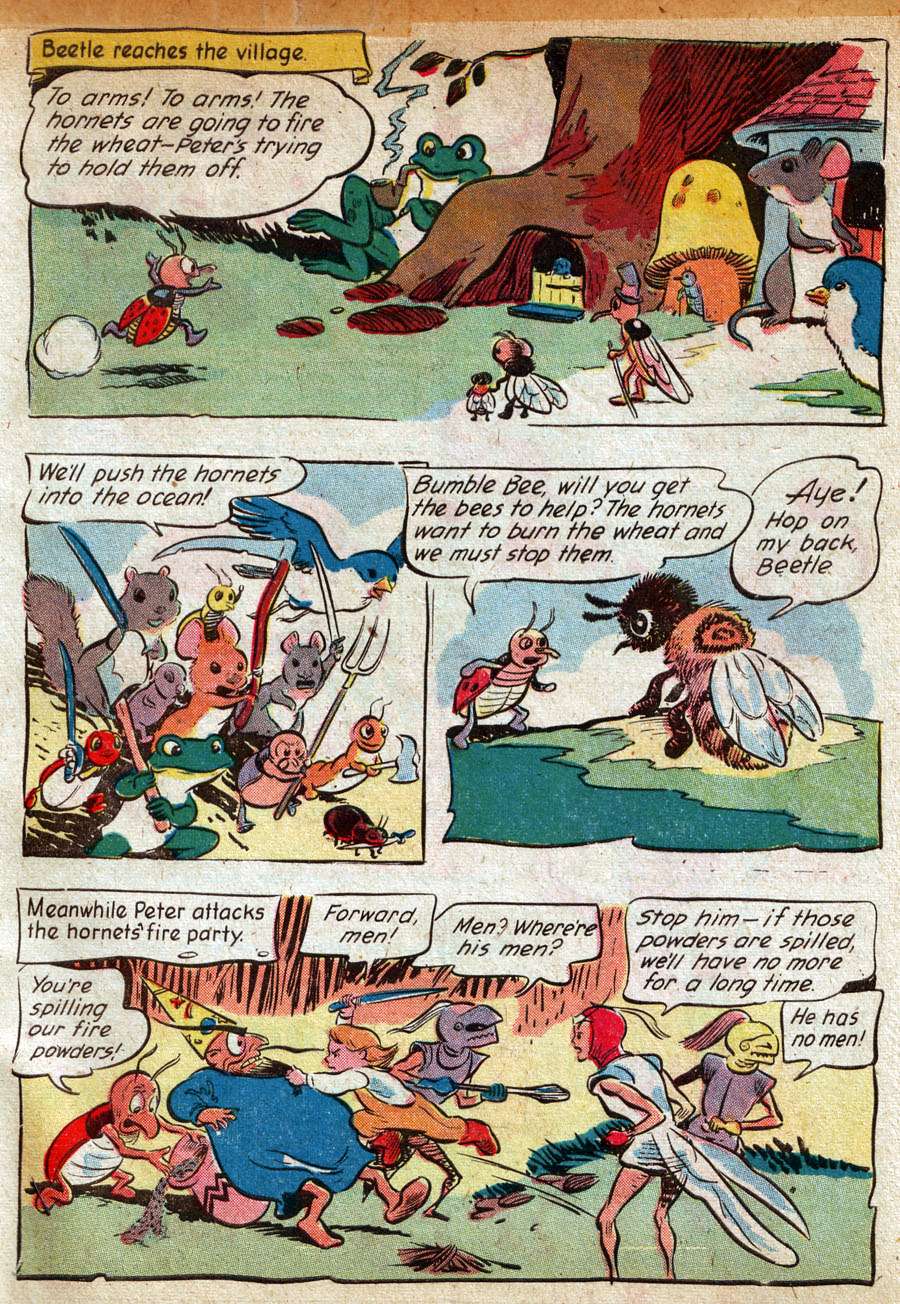 Beetle reaches the village.
To arms! To arms! The
hornets are going to fire
the wheat—Peter's trying
to hold them off.
We'll push the hornets
into the ocean!
Bumble Bee, will you get
the bees to help? The hornets
want to burn the wheat and
we must stop them.
Aye!
Hop on
my back,
Beetle.
Meanwhile Peter attacks
the hornets' fire party.
Forward,
men!
Men? Where're
his men?
Stop him—if those
powders are spilled,
we'll have no more
for a long time.
You're
spilling
our fire
powders!
He has
no men!